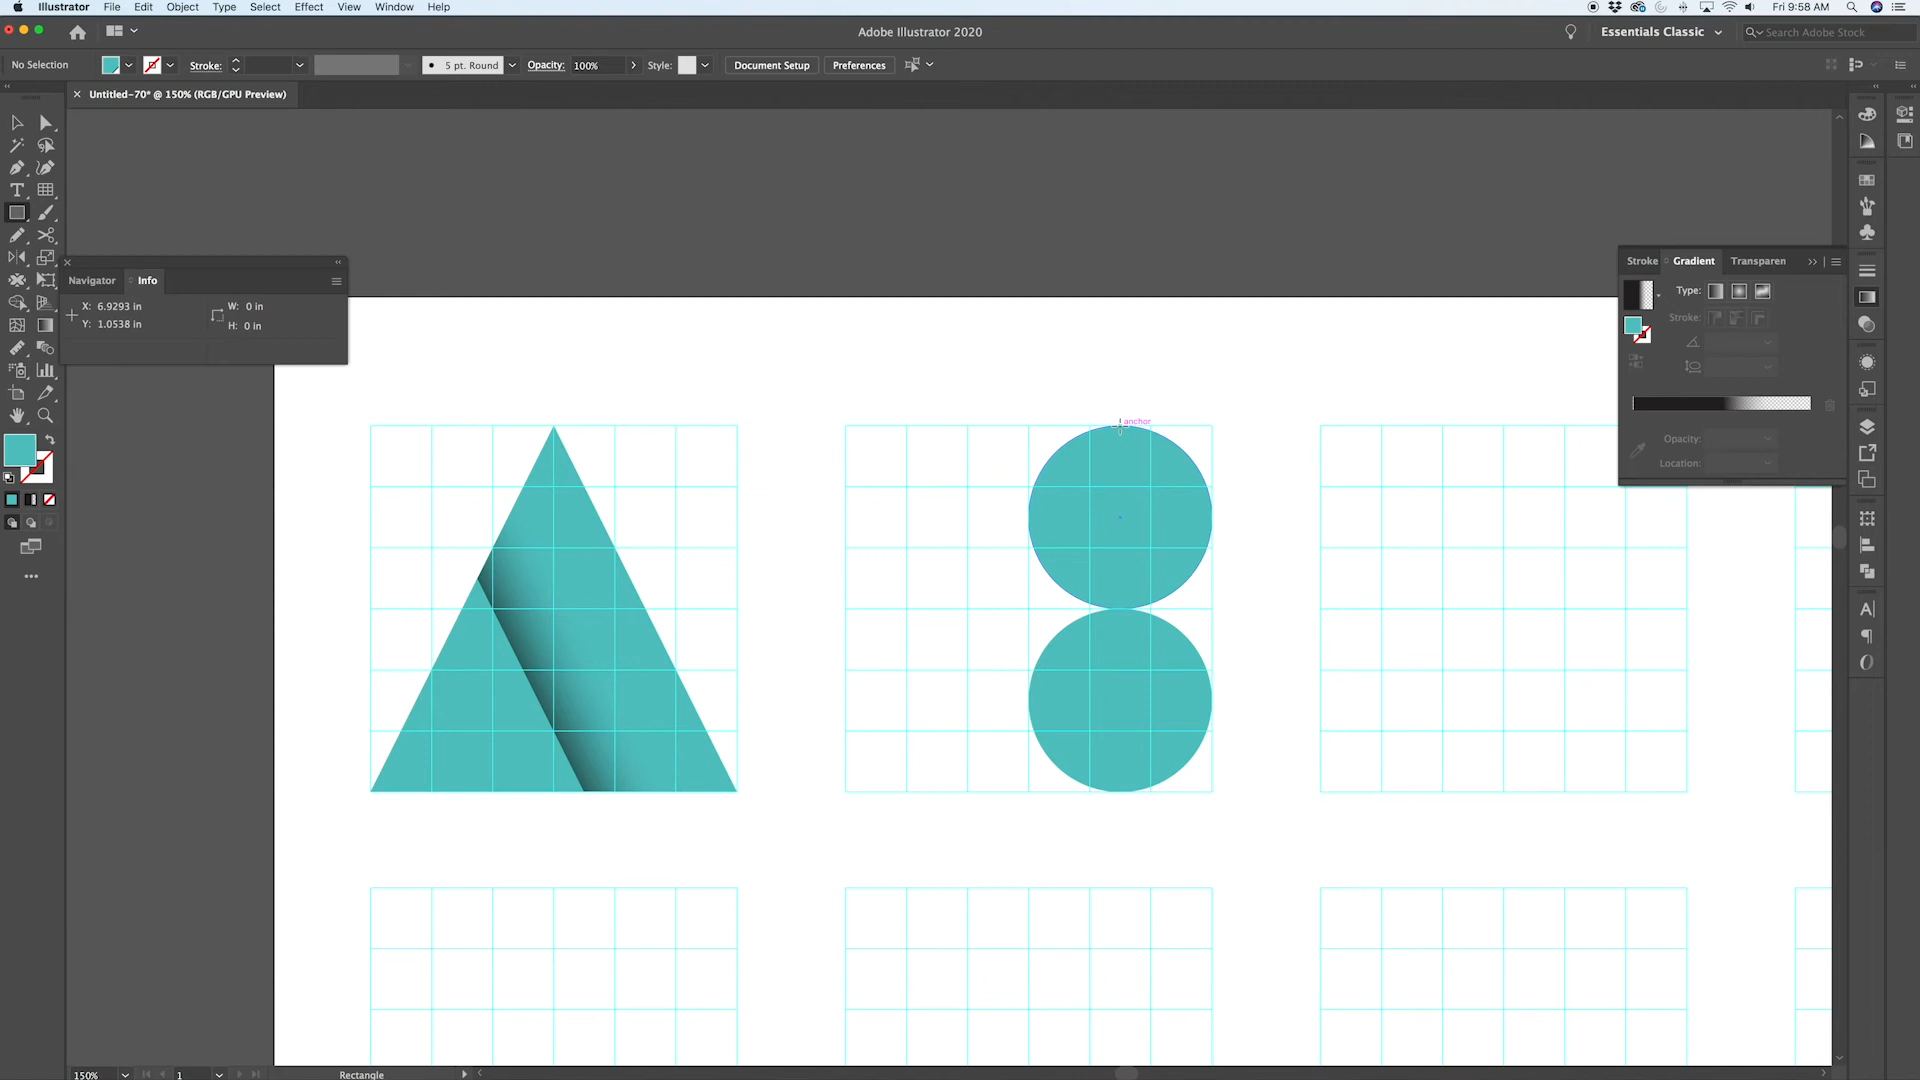 Illustrator File Edit Object Type Select Effect View Window Help Fri 9:58 AM
Adobe Illustrator 2020 Essentials Classic Search Adobe Stock
No Selection Stroke: 5 pt. Round Opacity: 100% Style: Document Setup Preferences
Untitled-70* @ 150% (RGB/GPU Preview)
Navigator Info
X: 6.9293 in W: 0 in
Y: 1.0538 in H: 0 in
Stroke Gradient Transparen
Type:
Stroke:
Opacity:
Location:
anchor
150% 1 Rectangle